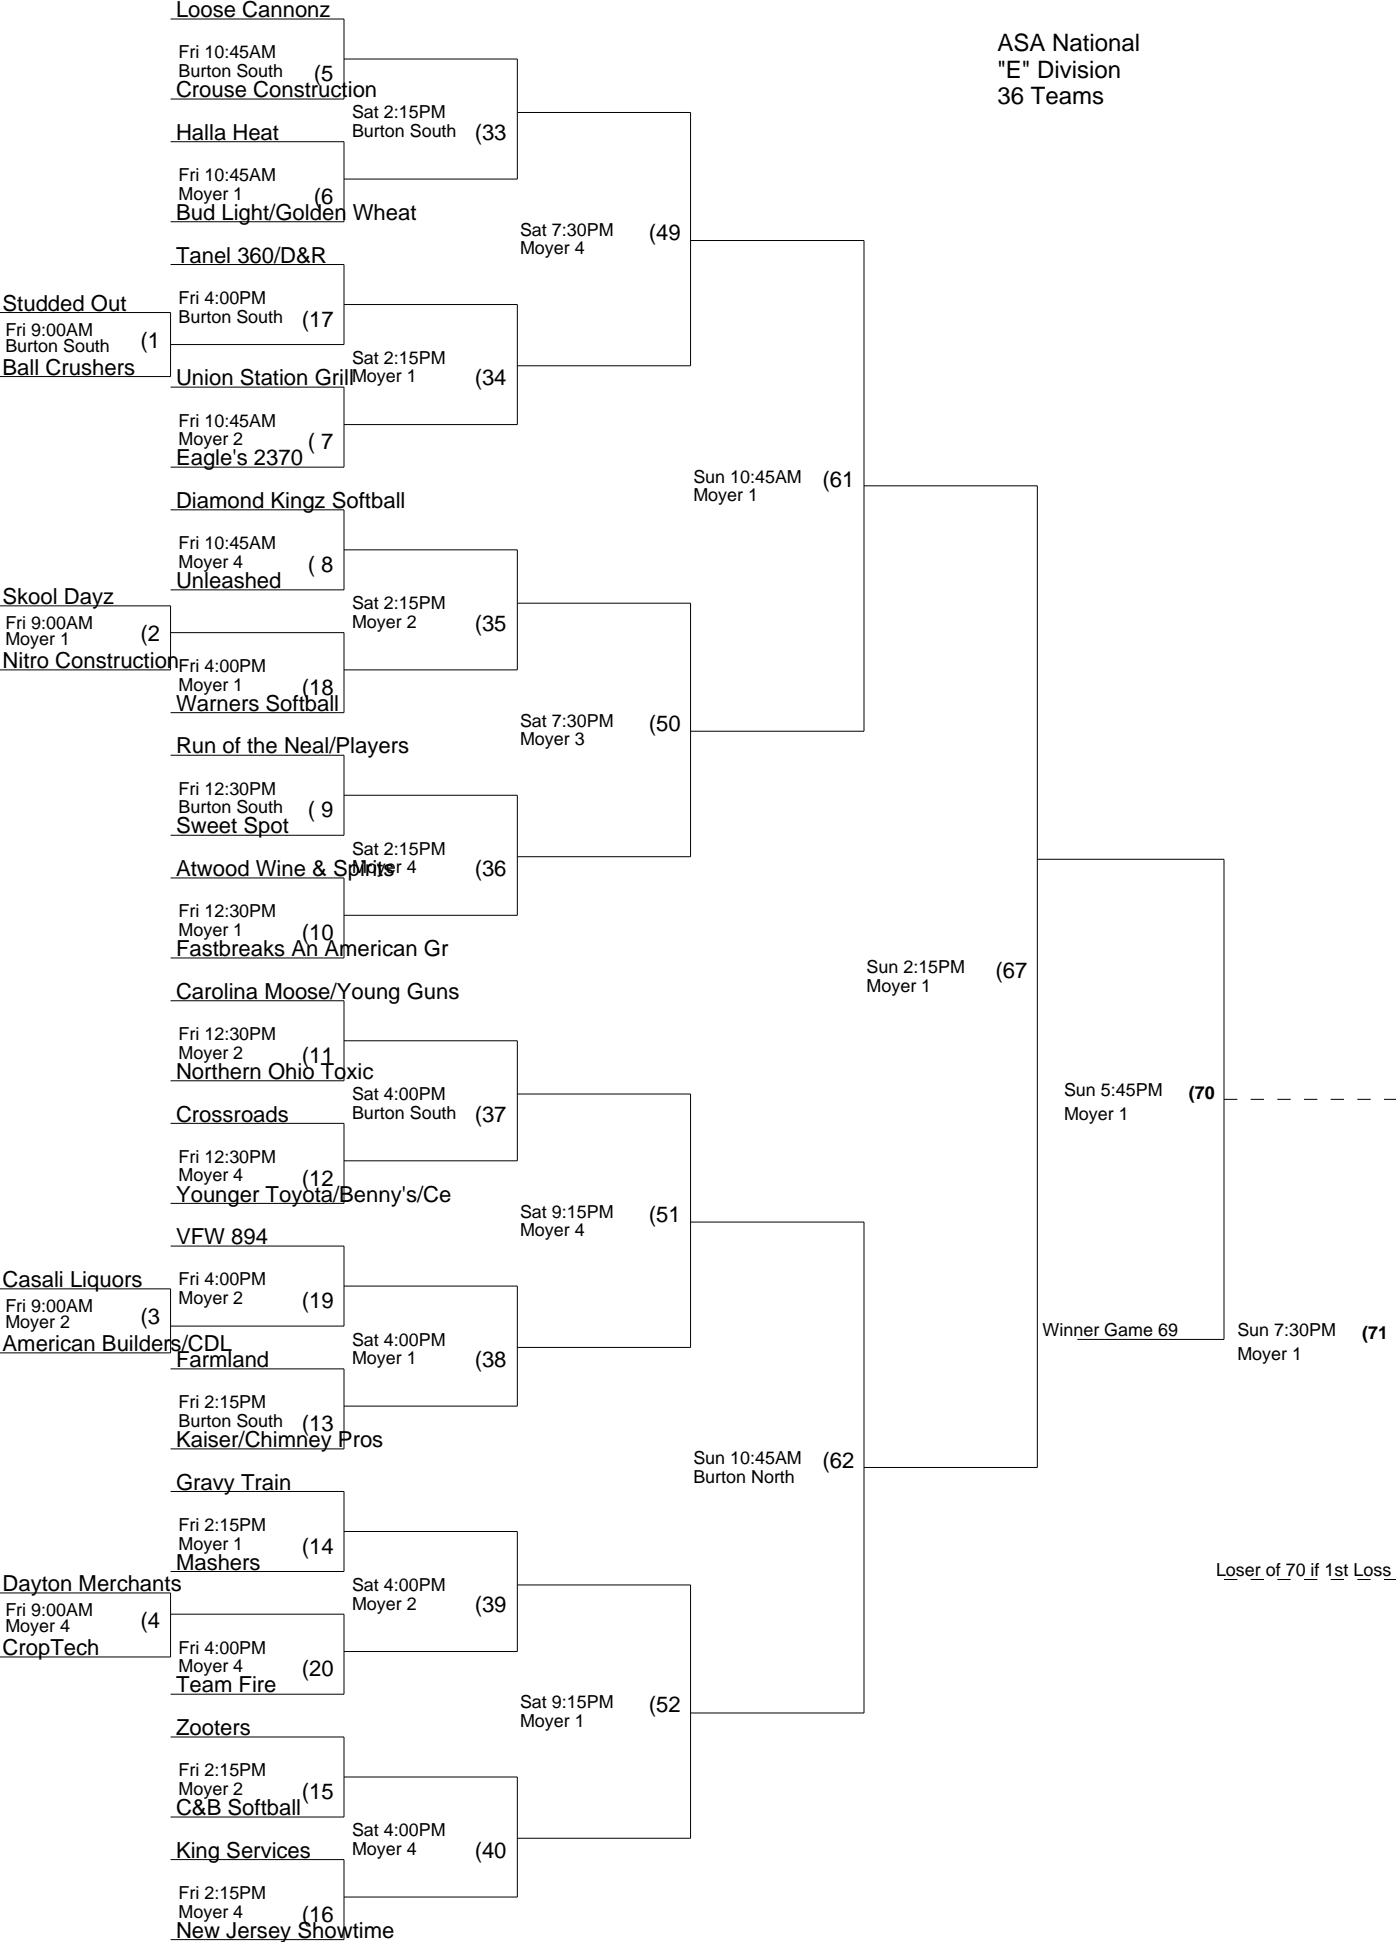 Loose Cannonz
Fri 10:45AM
Burton South (5
Crouse Construction
Halla Heat
Fri 10:45AM
Moyer 1 (6
Bud Light/Golden Wheat
Tanel 360/D&R
Fri 4:00PM
Burton South (17
Studded Out
Fri 9:00AM
Burton South (1
Ball Crushers
Union Station Grill
Fri 10:45AM
Moyer 2 ( 7
Eagle's 2370
Diamond Kingz Softball
Fri 10:45AM
Moyer 4 ( 8
Unleashed
Skool Dayz
Fri 9:00AM
Moyer 1 (2
Nitro Construction
Fri 4:00PM
Moyer 1 (18
Warners Softball
Run of the Neal/Players
Fri 12:30PM
Burton South ( 9
Sweet Spot
Atwood Wine & Spirits
Fri 12:30PM
Moyer 1 (10
Fastbreaks An American Gr
Carolina Moose/Young Guns
Fri 12:30PM
Moyer 2 (11
Northern Ohio Toxic
Crossroads
Fri 12:30PM
Moyer 4 (12
Younger Toyota/Benny's/Ce
VFW 894
Fri 4:00PM
Moyer 2 (19
Casali Liquors
Fri 9:00AM
Moyer 2 (3
American Builders/CDL
Farmland
Fri 2:15PM
Burton South (13
Kaiser/Chimney Pros
Gravy Train
Fri 2:15PM
Moyer 1 (14
Mashers
Dayton Merchants
Fri 9:00AM
Moyer 4 (4
CropTech
Fri 4:00PM
Moyer 4 (20
Team Fire
Zooters
Fri 2:15PM
Moyer 2 (15
C&B Softball
King Services
Fri 2:15PM
Moyer 4 (16
New Jersey Showtime
Sat 2:15PM
Burton South (33
Sat 2:15PM
Moyer 1 (34
Sat 2:15PM
Moyer 2 (35
Sat 2:15PM
Moyer 4 (36
Sat 4:00PM
Burton South (37
Sat 4:00PM
Moyer 1 (38
Sat 4:00PM
Moyer 2 (39
Sat 4:00PM
Moyer 4 (40
Sat 7:30PM (49
Moyer 4
Sat 7:30PM (50
Moyer 3
Sat 9:15PM (51
Moyer 4
Sat 9:15PM (52
Moyer 1
Sun 10:45AM (61
Moyer 1
Sun 10:45AM (62
Burton North
Sun 2:15PM (67
Moyer 1
ASA National
"E" Division
36 Teams
Sun 5:45PM (70
Moyer 1
Winner Game 69
Sun 7:30PM (71
Moyer 1
Loser of 70 if 1st Loss